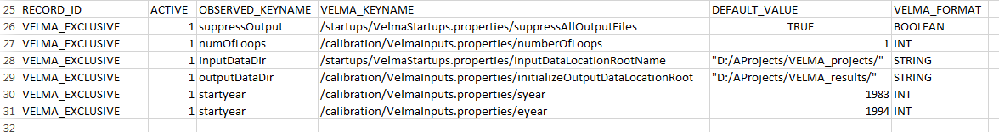 25 RECORD_ID ACTIVE OBSERVED_KEYNAME VELMA_KEYNAME DEFAULT_VALUE VELMA_FORMAT
26 VELMA_EXCLUSIVE 1 suppressOutput /startups/VelmaStartups.properties/suppressAllOutputFiles TRUE BOOLEAN
27 VELMA_EXCLUSIVE 1 numOfLoops /calibration/VelmaInputs.properties/numberOfLoops 1 INT
28 VELMA_EXCLUSIVE 1 inputDataDir /startups/VelmaStartups.properties/inputDataLocationRootName "D:/AProjects/VELMA_projects/" STRING
29 VELMA_EXCLUSIVE 1 outputDataDir /calibration/VelmaInputs.properties/initializeOutputDataLocationRoot "D:/AProjects/VELMA_results/" STRING
30 VELMA_EXCLUSIVE 1 startyear /calibration/VelmaInputs.properties/syear 1983 INT
31 VELMA_EXCLUSIVE 1 startyear /calibration/VelmaInputs.properties/eyear 1994 INT
32